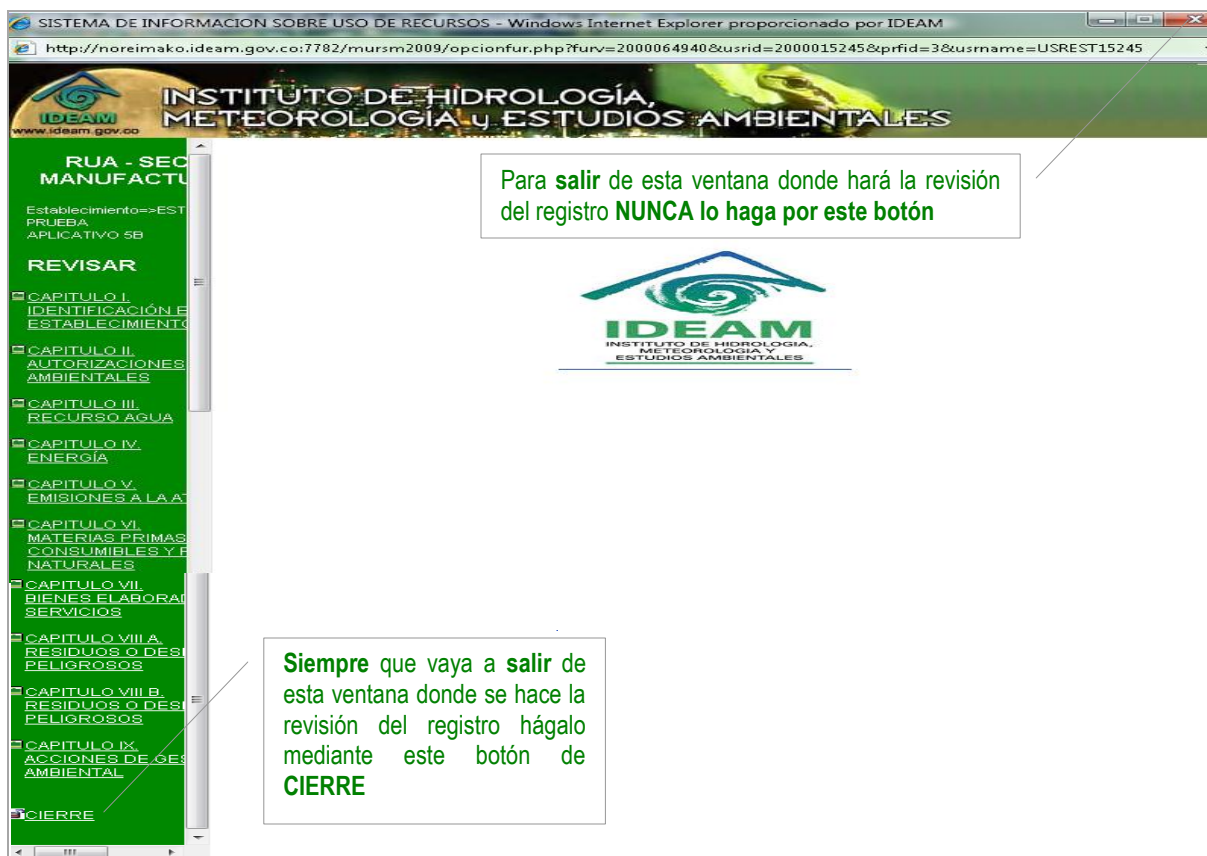 SISTEMA DE INFORMACION SOBRE USO DE RECURSOS - Windows Internet Explorer proporcionado por IDEAM
http://noreimako.ideam.gov.co:7782/mursm2009/opcionfur.php?furv=2000064940&usrid=2000015245&prfid=3&usrname=USREST15245
INSTITUTO DE HIDROLOGÍA,
METEOROLOGÍA y ESTUDIOS AMBIENTALES
IDEAM
www.ideam.gov.co
RUA - SEC
MANUFACTU
Establecimiento=>EST
PRUEBA
APLICATIVO 5B
REVISAR
CAPITULO I.
IDENTIFICACIÓN E
ESTABLECIMIENTO
CAPITULO II.
AUTORIZACIONES
AMBIENTALES
CAPITULO III.
RECURSO AGUA
CAPITULO IV.
ENERGÍA
CAPITULO V.
EMISIONES A LA AT
CAPITULO VI.
MATERIAS PRIMAS
CONSUMIBLES Y R
NATURALES
CAPITULO VII.
BIENES ELABORAD
SERVICIOS
CAPITULO VIII A.
RESIDUOS O DESE
PELIGROSOS
CAPITULO VIII B.
RESIDUOS O DESE
PELIGROSOS
CAPITULO IX.
ACCIONES DE GES
AMBIENTAL
CIERRE
Para salir de esta ventana donde hará la revisión
del registro NUNCA lo haga por este botón
IDEAM
INSTITUTO DE HIDROLOGIA,
METEOROLOGIA Y
ESTUDIOS AMBIENTALES
Siempre que vaya a salir de
esta ventana donde se hace la
revisión del registro hágalo
mediante este botón de
CIERRE